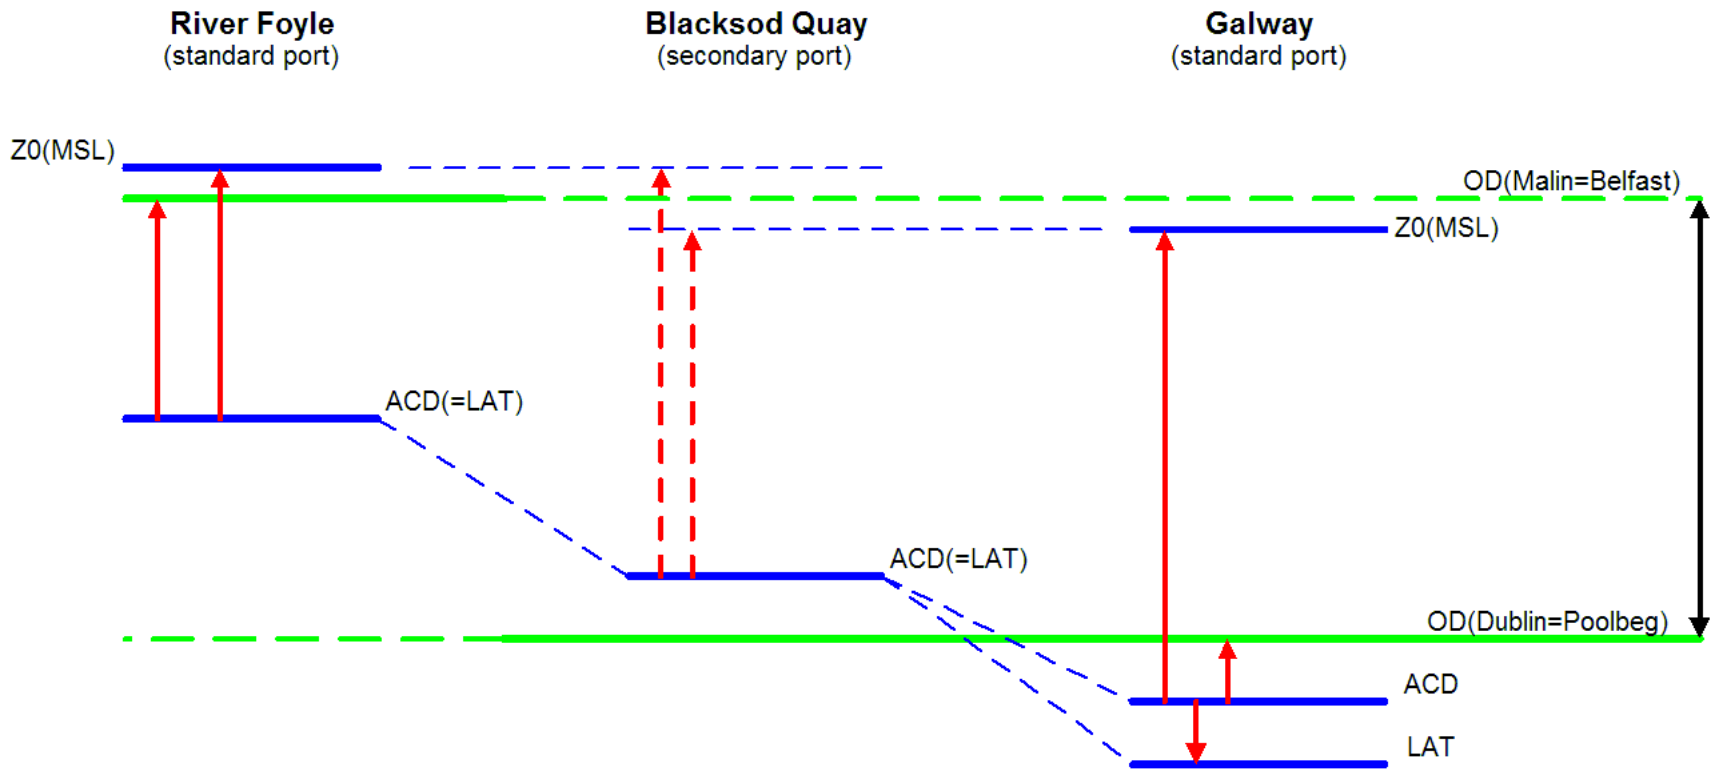 River Foyle
(standard port)
Blacksod Quay
(secondary port)
Galway
(standard port)
Z0(MSL)
OD(Malin=Belfast)
Z0(MSL)
ACD(=LAT)
ACD(=LAT)
OD(Dublin=Poolbeg)
ACD
LAT